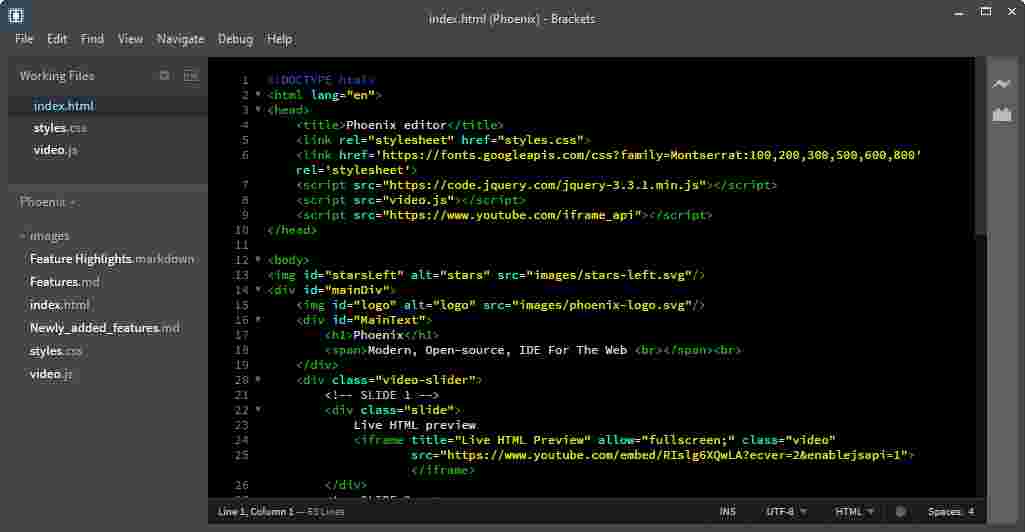 index.html (Phoenix) - Brackets
File Edit Find View Navigate Debug Help
Working Files
index.html
styles.css
video.js
Phoenix
images
Feature Highlights.markdown
Features.md
index.html
Newly_added_features.md
styles.css
video.js
1 <!DOCTYPE html>
2 <html lang="en">
3 <head>
4 <title>Phoenix editor</title>
5 <link rel="stylesheet" href="styles.css">
6 <link href='https://fonts.googleapis.com/css?family=Montserrat:100,200,300,500,600,800'
rel='stylesheet'>
7 <script src="https://code.jquery.com/jquery-3.3.1.min.js"></script>
8 <script src="video.js"></script>
9 <script src="https://www.youtube.com/iframe_api"></script>
10 </head>
11
12 <body>
13 <img id="starsLeft" alt="stars" src="images/stars-left.svg"/>
14 <div id="mainDiv">
15 <img id="logo" alt="logo" src="images/phoenix-logo.svg"/>
16 <div id="MainText">
17 <h1>Phoenix</h1>
18 <span>Modern, Open-source, IDE For The Web <br></span><br>
19 </div>
20 <div class="video-slider">
21 <!-- SLIDE 1 -->
22 <div class="slide">
23 Live HTML preview
24 <iframe title="Live HTML Preview" allow="fullscreen;" class="video"
25 src="https://www.youtube.com/embed/RIslg6XQwLA?ecver=2&enablejsapi=1">
</iframe>
26 </div>
Line 1, Column 1 — Lines
INS UTF-8 HTML Spaces: 4